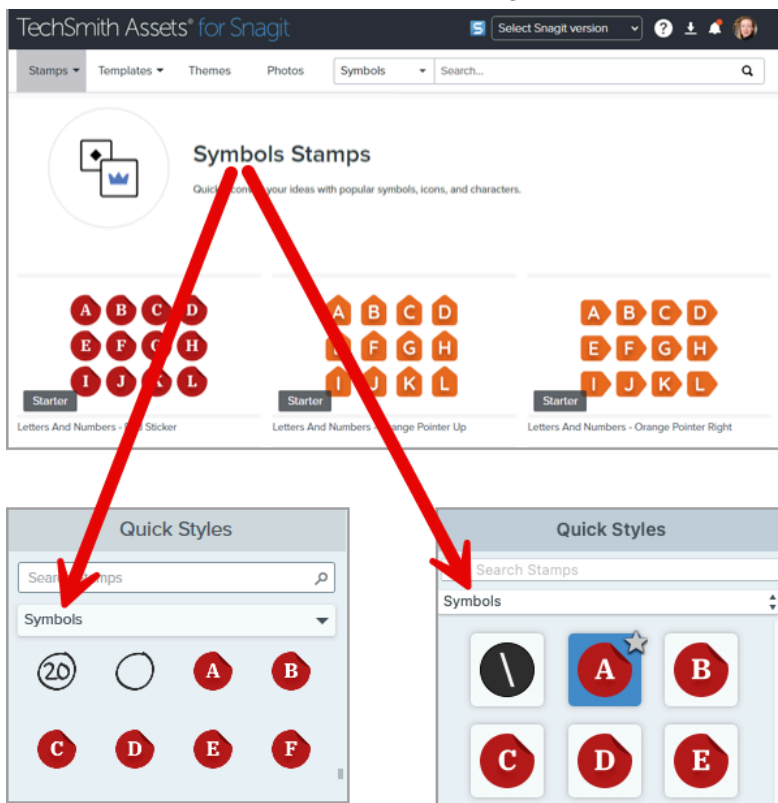 TechSmith Assets® for Snagit
S Select Snagit version ?
Stamps Templates Themes Photos Symbols Search...
Symbols Stamps
your ideas with popular symbols, icons, and characters.
A B C D A B C D A B C D
E F G H F G H E F G H
I J K L I J K L I J K L
Starter Starter Starter
Letters And Numbers - Sticker Letters And Numbers - Orange Pointer Up Letters And Numbers - Orange Pointer Right
Quick Styles
Search Stamps
Symbols
20 A B
C D E F
Quick Styles
Search Stamps
Symbols
\ A B
C D E